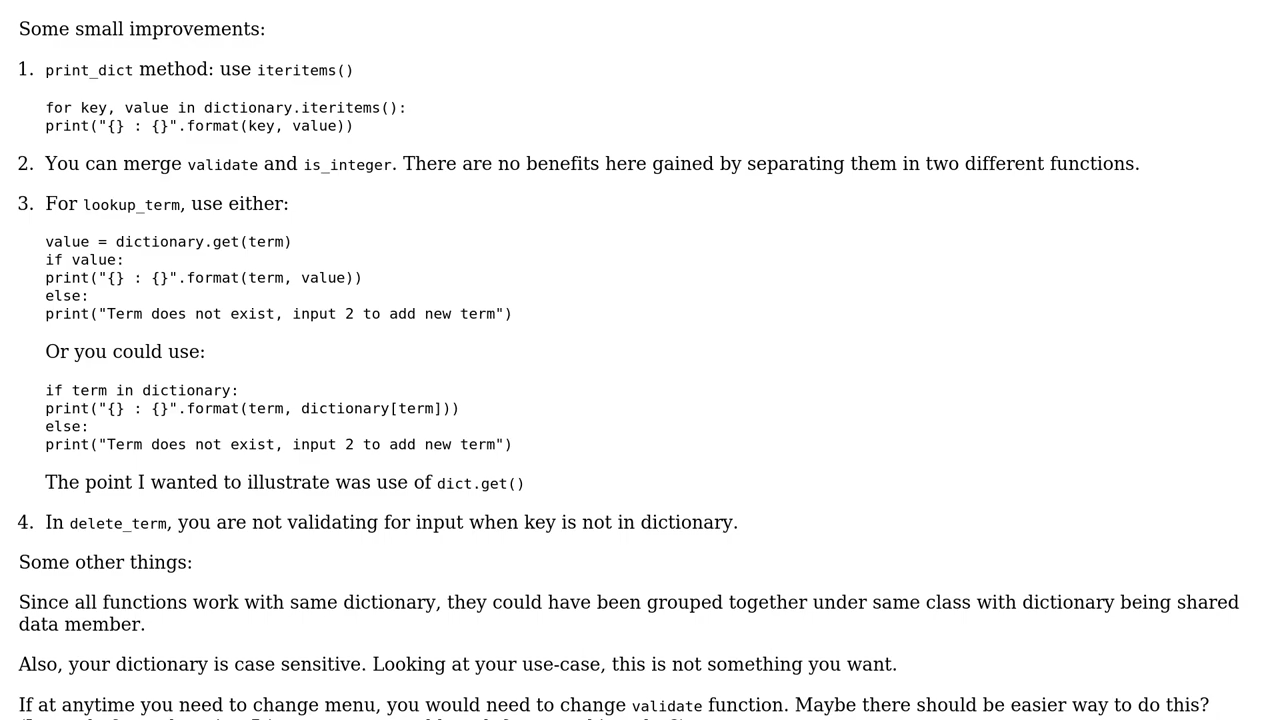 Some small improvements:
1. print_dict method: use iteritems()
for key, value in dictionary.iteritems():
print("{} : {}".format(key, value))
2. You can merge validate and is_integer. There are no benefits here gained by separating them in two different functions.
3. For lookup_term, use either:
value = dictionary.get(term)
if value:
print("{} : {}".format(term, value))
else:
print("Term does not exist, input 2 to add new term")
Or you could use:
if term in dictionary:
print("{} : {}".format(term, dictionary[term]))
else:
print("Term does not exist, input 2 to add new term")
The point I wanted to illustrate was use of dict.get()
4. In delete_term, you are not validating for input when key is not in dictionary.
Some other things:
Since all functions work with same dictionary, they could have been grouped together under same class with dictionary being shared
data member.
Also, your dictionary is case sensitive. Looking at your use-case, this is not something you want.
If at anytime you need to change menu, you would need to change validate function. Maybe there should be easier way to do this?